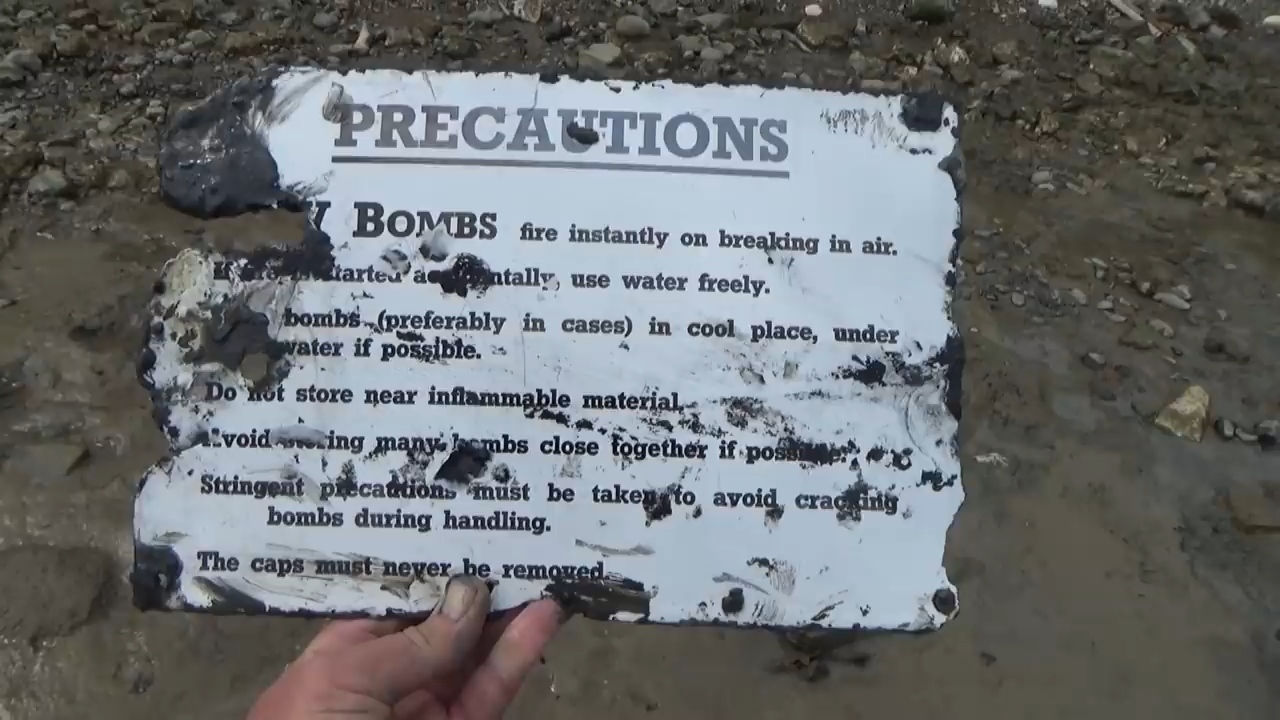 PRECAUTIONS
BOMBS fire instantly on breaking in air.
started accidentally, use water freely.
bombs (preferably in cases) in cool place, under
water if possible.
Do not store near inflammable material.
Avoid many bombs close together if possible.
Stringent precautions must be taken to avoid cracking
bombs during handling.
The caps must never be removed